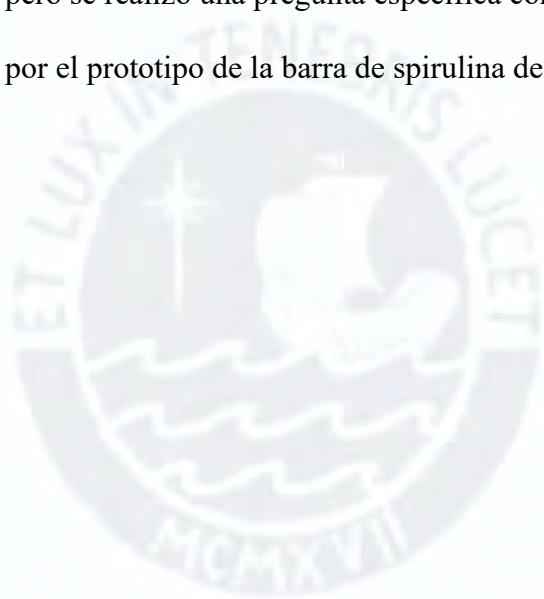 pero se realizó una pregunta específica co
por el prototipo de la barra de spirulina de
ET LUX IN TENEBRIS LUCET
MCMXVII